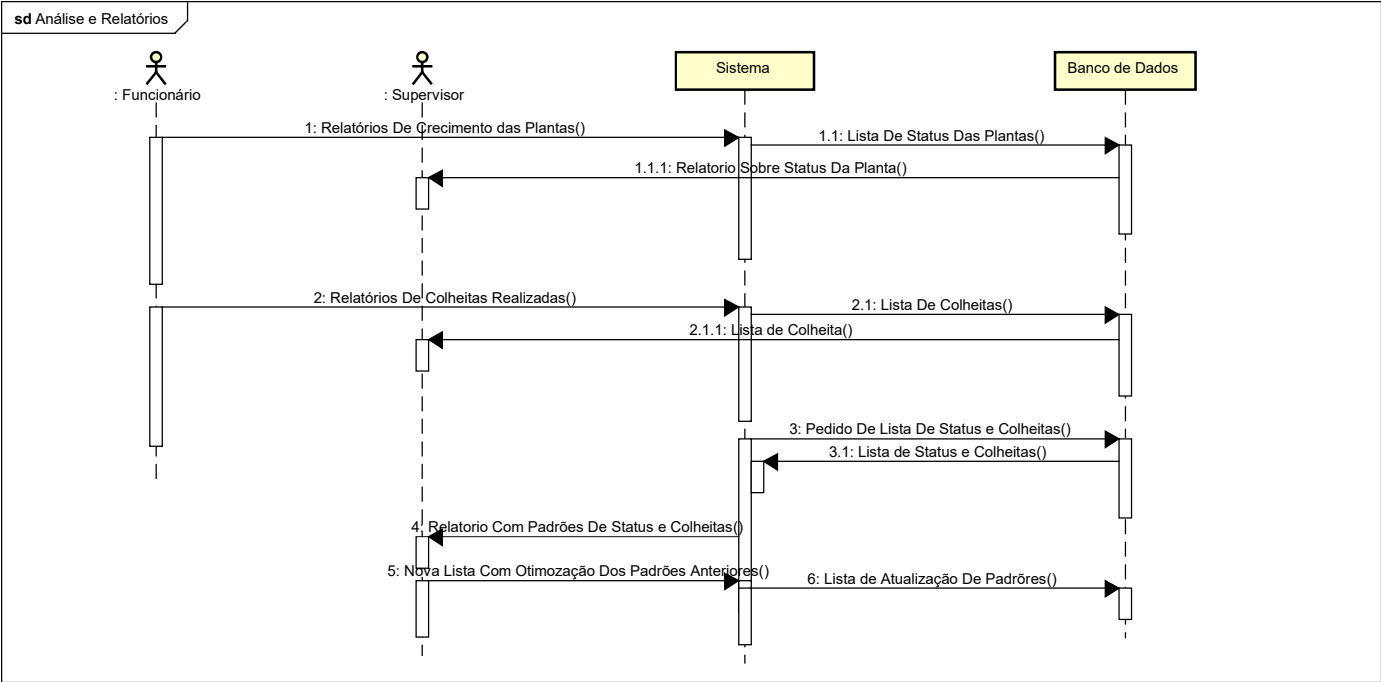 sd Análise e Relatórios
: Funcionário
: Supervisor
Sistema
Banco de Dados
1: Relatórios De Crecimento das Plantas()
1.1: Lista De Status Das Plantas()
1.1.1: Relatorio Sobre Status Da Planta()
2: Relatórios De Colheitas Realizadas()
2.1: Lista De Colheitas()
2.1.1: Lista de Colheita()
3: Pedido De Lista De Status e Colheitas()
3.1: Lista de Status e Colheitas()
4: Relatorio Com Padrões De Status e Colheitas()
5: Nova Lista Com Otimozação Dos Padrões Anteriores()
6: Lista de Atualização De Padrõres()